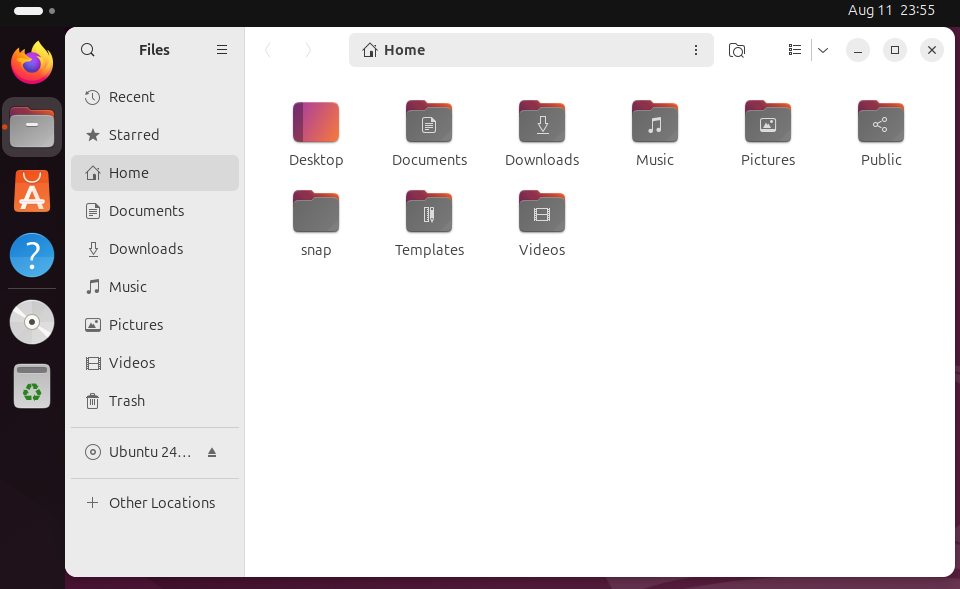 Aug 11 23:55
Files
Home
Recent
Starred
Home
Documents
Downloads
Music
Pictures
Videos
Trash
Ubuntu 24…
Other Locations
Desktop Documents Downloads Music Pictures Public
snap Templates Videos